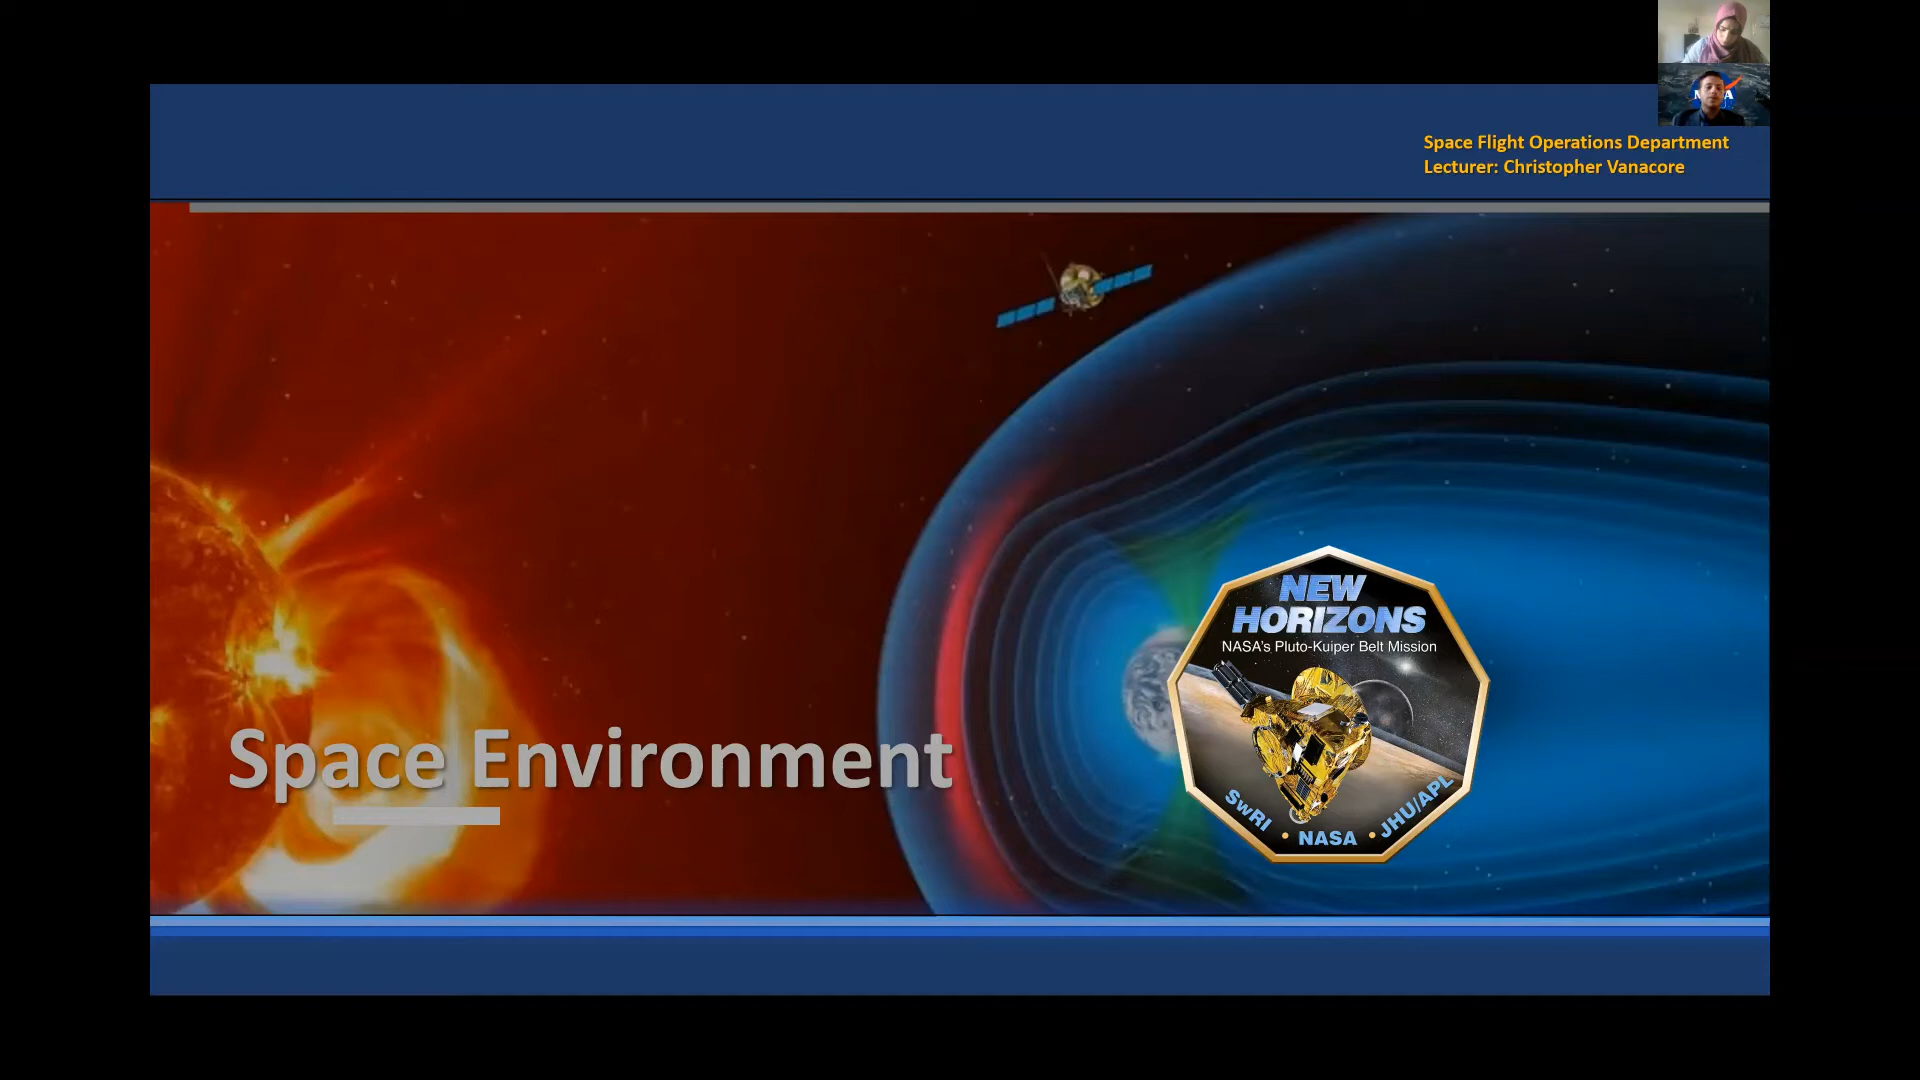 Space Flight Operations Department
Lecturer: Christopher Vanacore
NEW
HORIZONS
NASA's Pluto-Kuiper Belt Mission
Space Environment
SwRI • NASA • JHU/APL